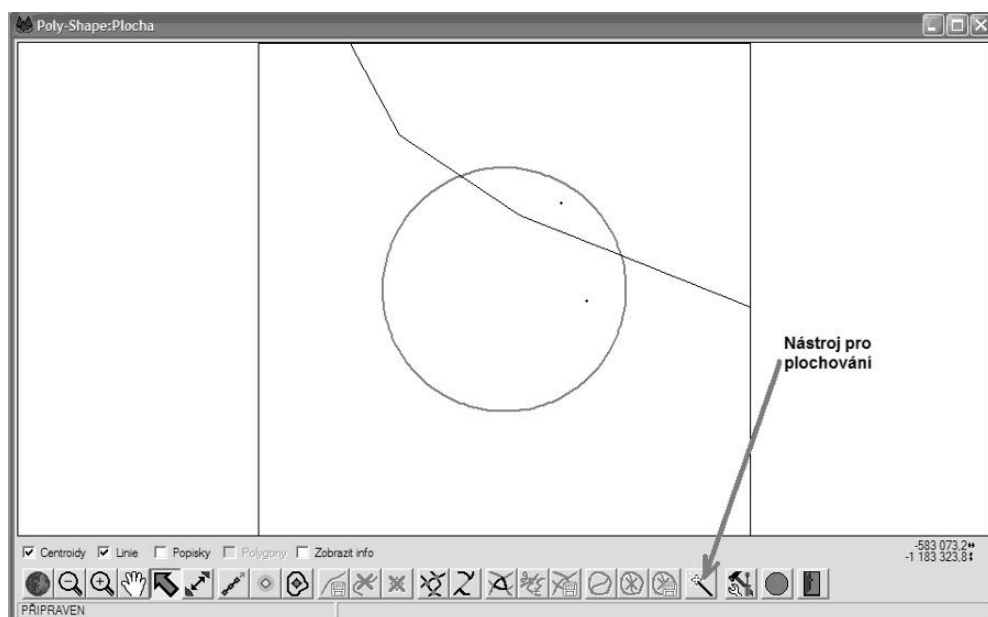 Poly-Shape:Plocha
Nástroj pro
plochování
Centroidy Linie Popisky Polygony Zobrazit info
-583 073,2
-1 183 323,8
PŘIPRAVEN